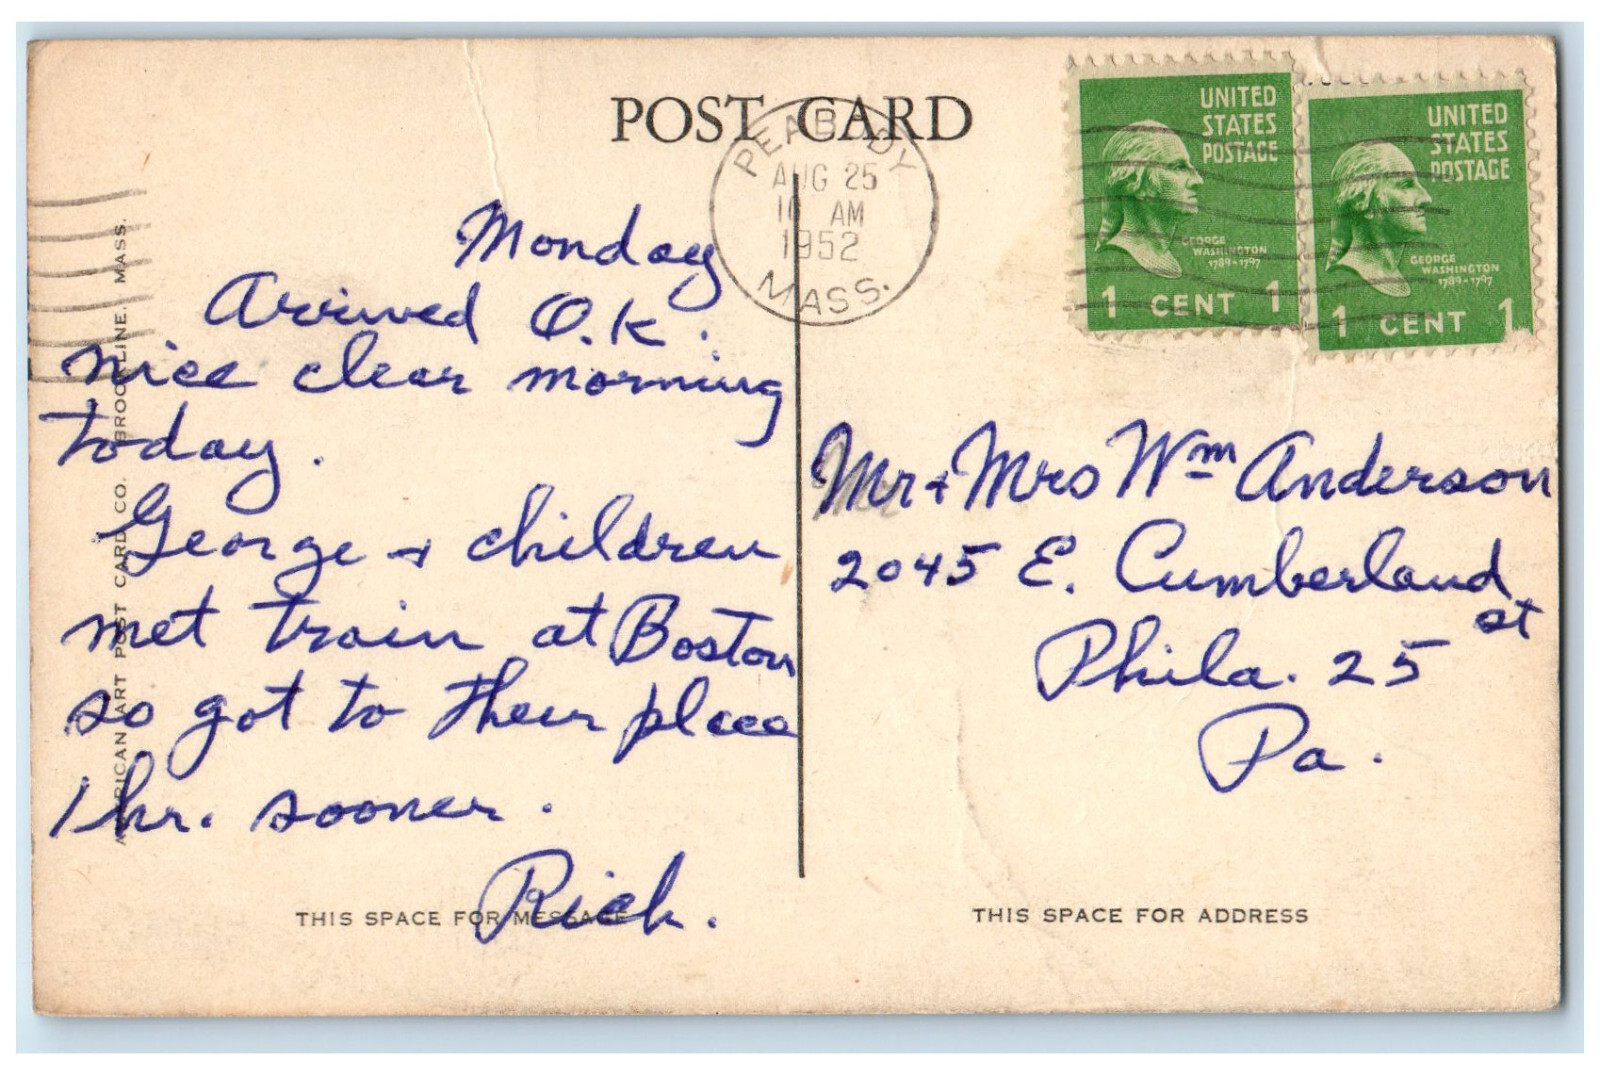 POST CARD
PEABODY
AUG 25
10 AM
1952
MASS.
UNITED
STATES
POSTAGE
GEORGE
WASHINGTON
1789-1797
1 CENT 1
UNITED
STATES
POSTAGE
GEORGE
WASHINGTON
1789-1797
1 CENT 1
Monday
Arrived O.K.
Nice clear morning
today.
George + children
met train at Boston
so got to their place
1 hr. sooner.
Rich.
Mr + Mrs Wm Anderson
2045 E. Cumberland
st
Phila. 25
Pa.
AMERICAN ART POST CARD CO. BROOKLINE, MASS.
THIS SPACE FOR MESSAGE
THIS SPACE FOR ADDRESS